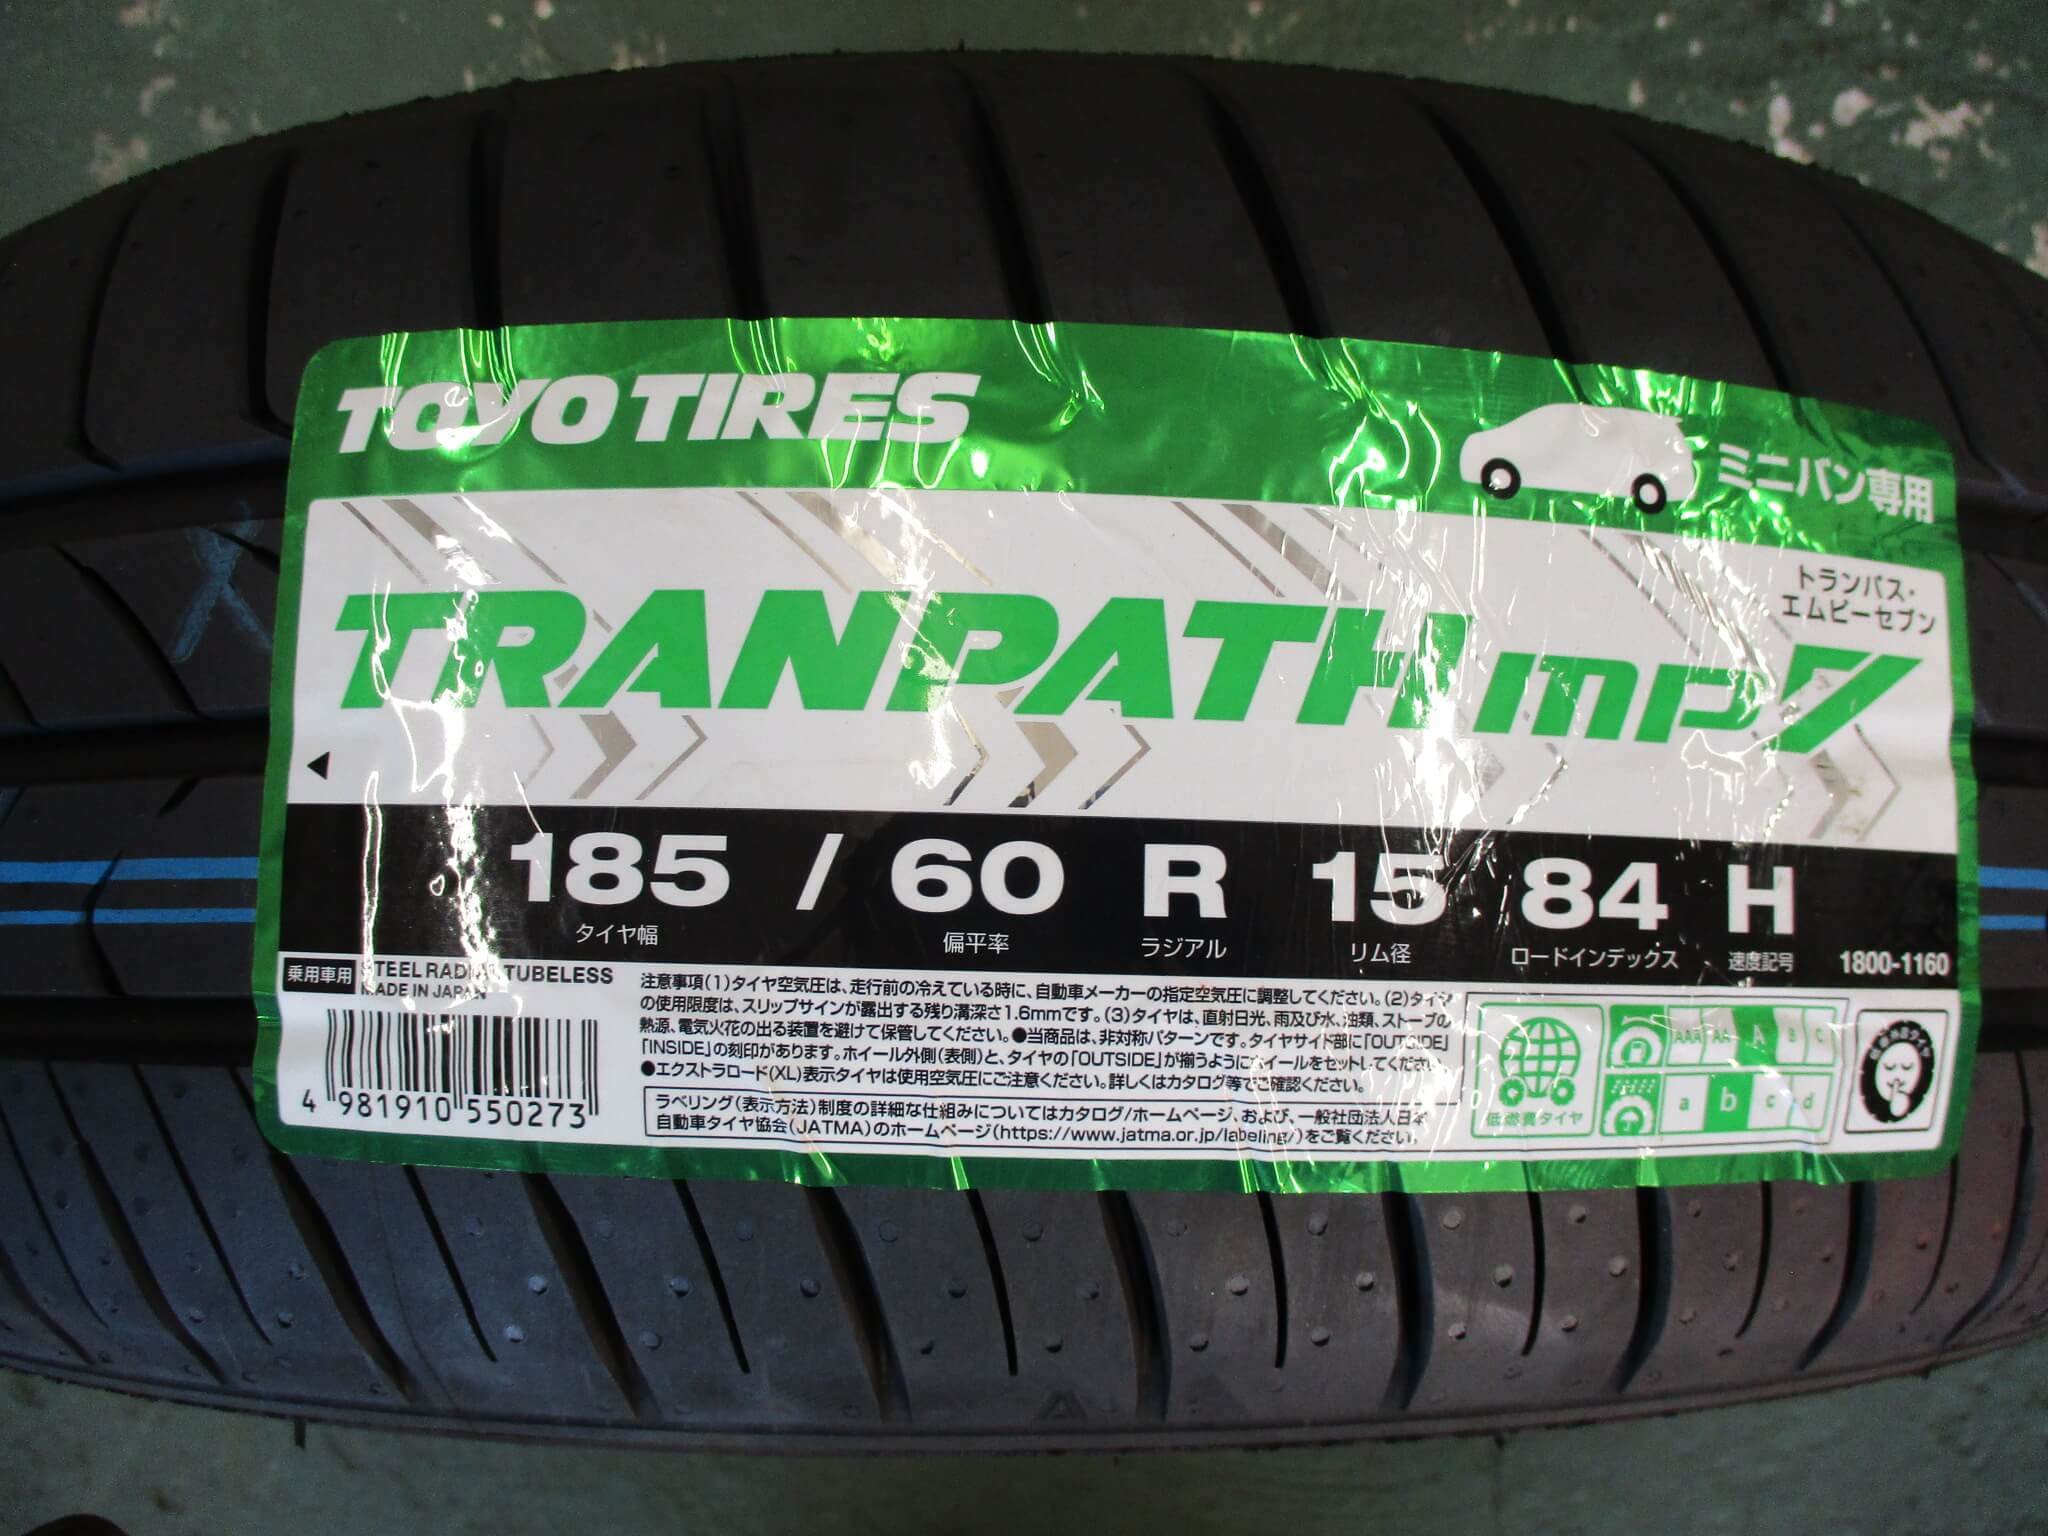 TOYO TIRES
ミニバン専用
トランパス・
エムピーセブン
TRANPATH mp7
185 / 60 R 15 84 H
タイヤ幅 偏平率 ラジアル リム径 ロードインデックス 速度記号 1800-1160
乗用車用 STEEL RADIAL TUBELESS
MADE IN JAPAN
4 981910 550273
注意事項(1)タイヤ空気圧は、走行前の冷えている時に、自動車メーカーの指定空気圧に調整してください。(2)タイヤ
の使用限度は、スリップサインが露出する残り溝深さ1.6mmです。(3)タイヤは、直射日光、雨及び水、油類、ストーブの
熱源、電気火花の出る装置を避けて保管してください。●当商品は、非対称パターンです。タイヤサイド部に「OUTSIDE」
「INSIDE」の刻印があります。ホイール外側(表側)と、タイヤの「OUTSIDE」が揃うようにホイールをセットしてください。
●エクストラロード(XL)表示タイヤは使用空気圧にご注意ください。詳しくはカタログ等でご確認ください。
ラベリング(表示方法)制度の詳細な仕組みについてはカタログ/ホームページ、および、一般社団法人日本
自動車タイヤ協会(JATMA)のホームページ(https://www.jatma.or.jp/labeling/)をご覧ください。
低燃費タイヤ
AAA AA A B C
a b c d